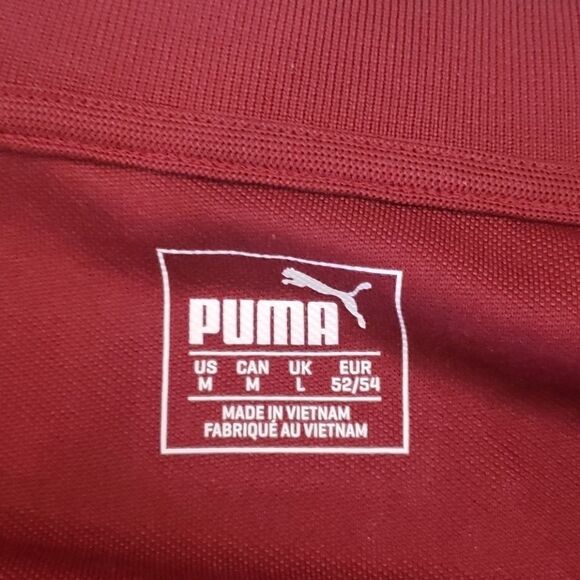 PUMA
US CAN UK EUR
M M L 52/54
MADE IN VIETNAM
FABRIQUÉ AU VIETNAM